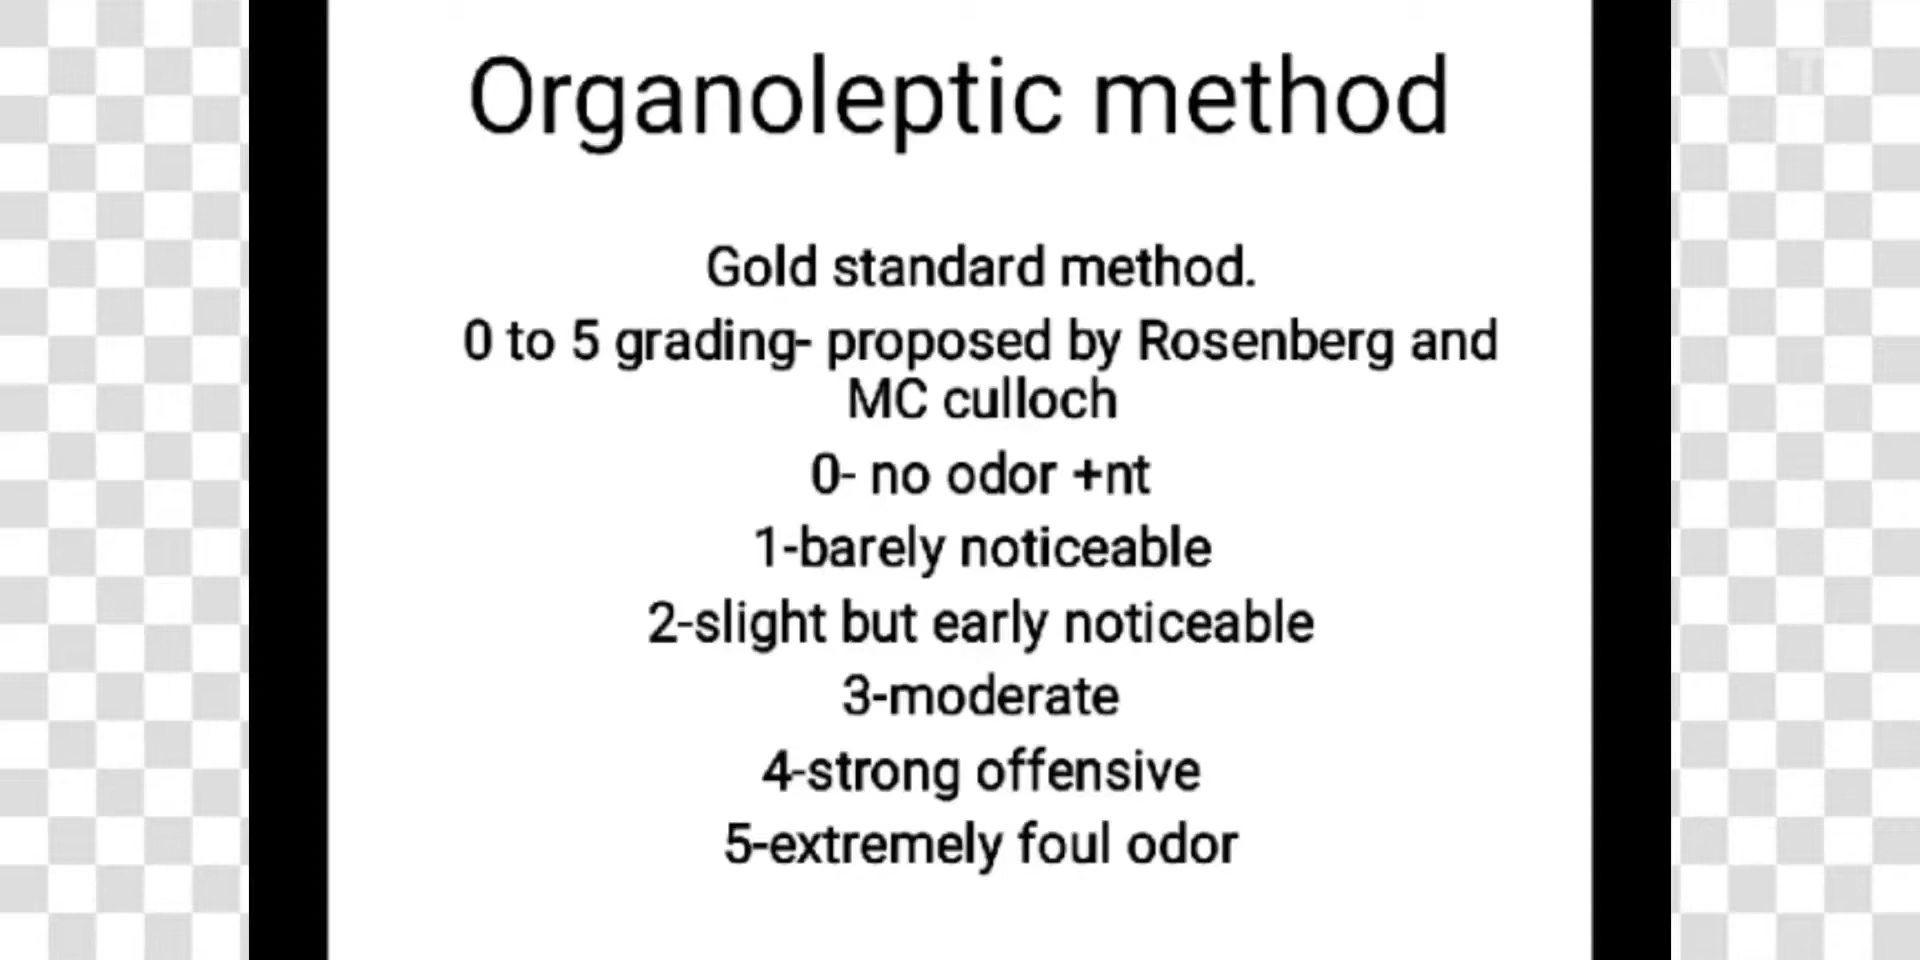 Organoleptic method
Gold standard method.
0 to 5 grading- proposed by Rosenberg and
MC culloch
0- no odor +nt
1-barely noticeable
2-slight but early noticeable
3-moderate
4-strong offensive
5-extremely foul odor